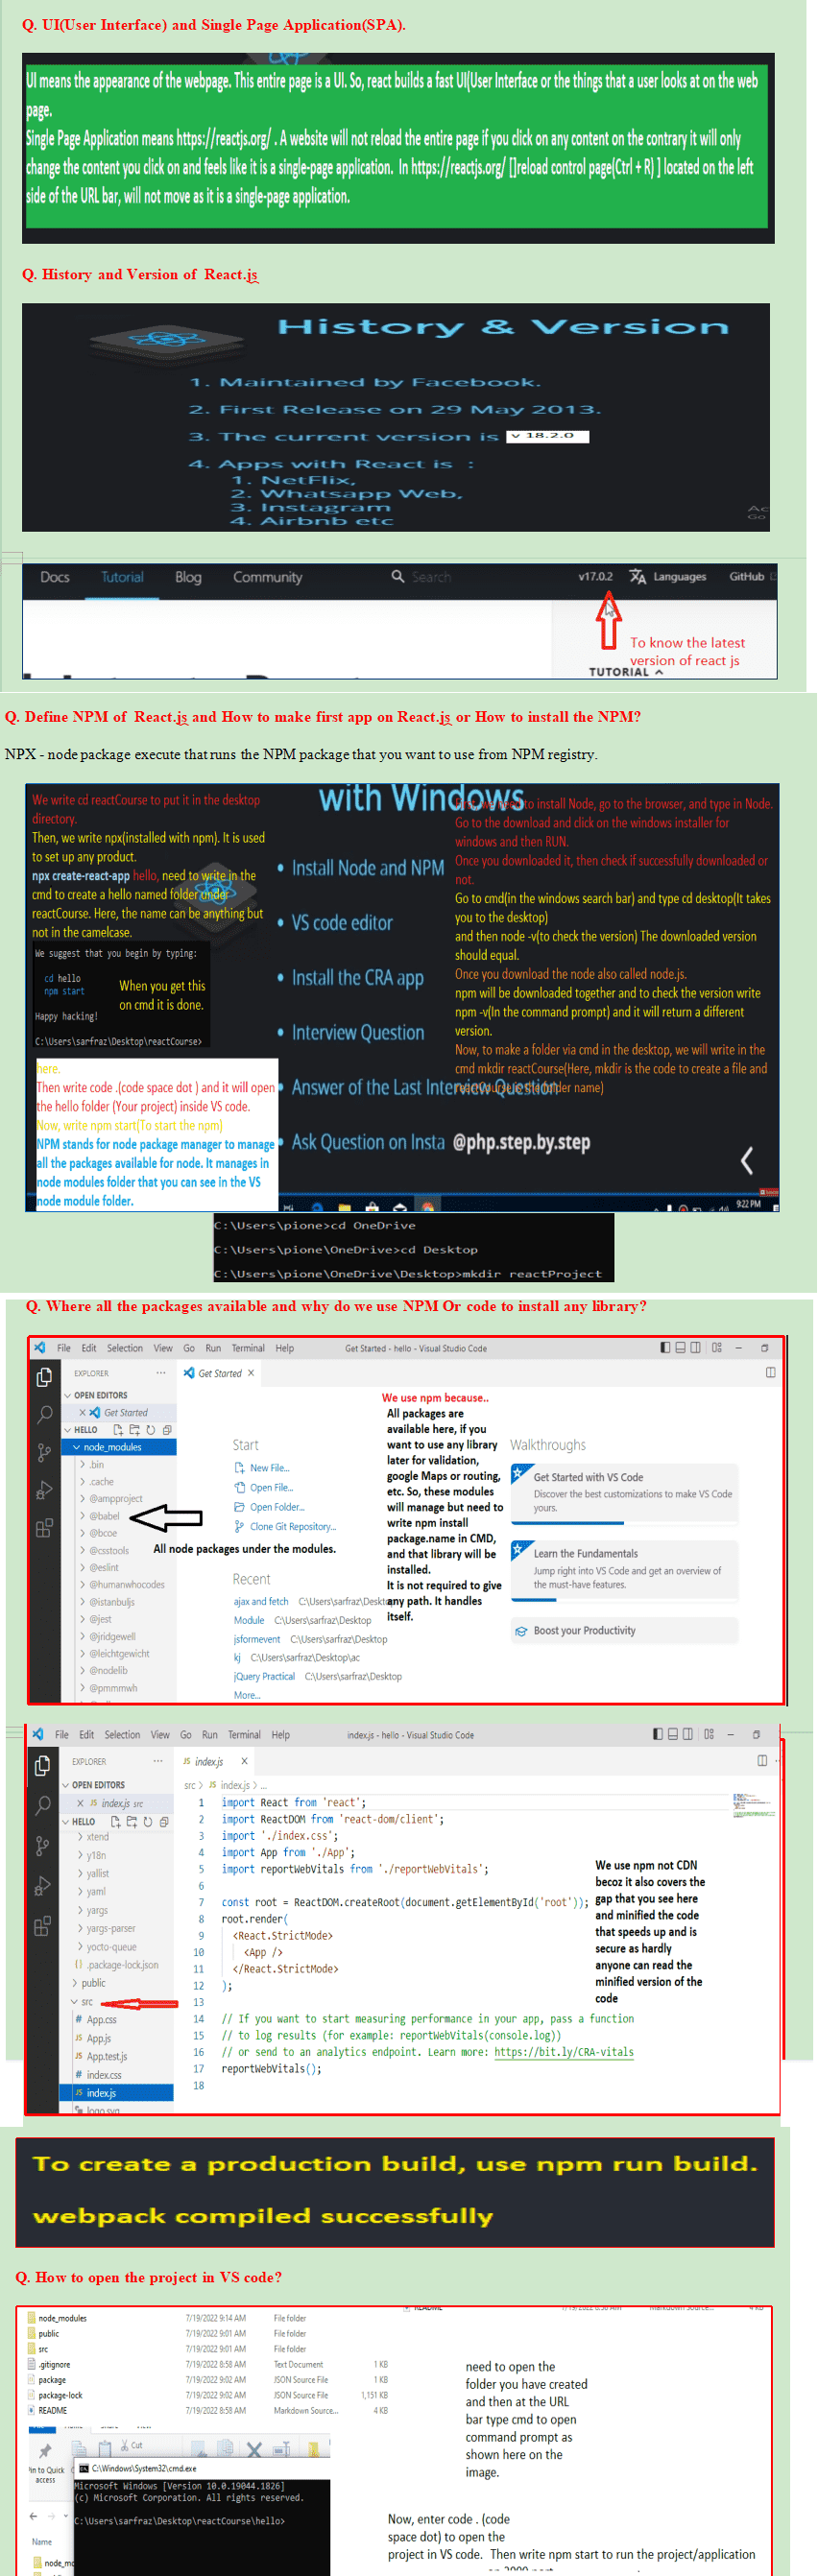 Q. UI(User Interface) and Single Page Application(SPA).
UI means the appearance of the webpage. This entire page is a UI. So, react builds a fast UI(User Interface or the things that a user looks at on the web
page.
Single Page Application means https://reactjs.org/ . A website will not reload the entire page if you click on any content on the contrary it will only
change the content you click on and feels like it is a single-page application. In https://reactjs.org/ []reload control page(Ctrl + R) ] located on the left
side of the URL bar, will not move as it is a single-page application.
Q. History and Version of React.js
History & Version
1. Maintained by Facebook.
2. First Release on 29 May 2013.
3. The current version is v 18.2.0
4. Apps with React is :
1. NetFlix,
2. Whatsapp Web,
3. Instagram
4. Airbnb etc
Docs Tutorial Blog Community Search v17.0.2 Languages GitHub
To know the latest
version of react js
TUTORIAL
Q. Define NPM of React.js and How to make first app on React.js or How to install the NPM?
NPX - node package execute that runs the NPM package that you want to use from NPM registry.
We write cd reactCourse to put it in the desktop
directory.
Then, we write npx(installed with npm). It is used
to set up any product.
npx create-react-app hello, need to write in the
cmd to create a hello named folder under
reactCourse. Here, the name can be anything but
not in the camelcase.
We suggest that you begin by typing:
cd hello
npm start
Happy hacking!
C:\Users\sarfraz\Desktop\reactCourse>
When you get this
on cmd it is done.
here.
Then write code .(code space dot ) and it will open
the hello folder (Your project) inside VS code.
Now, write npm start(To start the npm)
NPM stands for node package manager to manage
all the packages available for node. It manages in
node modules folder that you can see in the VS
node module folder.
with Windows
• Install Node and NPM
• VS code editor
• Install the CRA app
• Interview Question
• Answer of the Last Interview Question
• Ask Question on Insta @php.step.by.step
to install Node, go to the browser, and type in Node.
Go to the download and click on the windows installer for
windows and then RUN.
Once you downloaded it, then check if successfully downloaded or
not.
Go to cmd(in the windows search bar) and type cd desktop(It takes
you to the desktop)
and then node -v(to check the version) The downloaded version
should equal.
Once you download the node also called node.js.
npm will be downloaded together and to check the version write
npm -v(In the command prompt) and it will return a different
version.
Now, to make a folder via cmd in the desktop, we will write in the
cmd mkdir reactCourse(Here, mkdir is the code to create a file and
name)
9:22 PM
C:\Users\pione>cd OneDrive
C:\Users\pione\OneDrive>cd Desktop
C:\Users\pione\OneDrive\Desktop>mkdir reactProject
Q. Where all the packages available and why do we use NPM Or code to install any library?
File Edit Selection View Go Run Terminal Help Get Started - hello - Visual Studio Code
EXPLORER
OPEN EDITORS
Get Started
HELLO
node_modules
.bin
.cache
@ampproject
@babel
@bcoe
@csstools
@eslint
@humanwhocodes
@istanbuljs
@jest
@jridgewell
@leichtgewicht
@nodelib
@pmmmwh
Get Started
All node packages under the modules.
Start
New File...
Open File...
Open Folder...
Clone Git Repository...
Recent
ajax and fetch C:\Users\sarfraz\Desktop
Module C:\Users\sarfraz\Desktop
jsformevent C:\Users\sarfraz\Desktop
kj C:\Users\sarfraz\Desktop\ac
jQuery Practical C:\Users\sarfraz\Desktop
More...
We use npm because..
All packages are
available here, if you
want to use any library
later for validation,
google Maps or routing,
etc. So, these modules
will manage but need to
write npm install
package.name in CMD,
and that library will be
installed.
It is not required to give
any path. It handles
itself.
Walkthroughs
Get Started with VS Code
Discover the best customizations to make VS Code
yours.
Learn the Fundamentals
Jump right into VS Code and get an overview of
the must-have features.
Boost your Productivity
File Edit Selection View Go Run Terminal Help index.js - hello - Visual Studio Code
EXPLORER
OPEN EDITORS
JS index.js src
HELLO
xtend
y18n
yallist
yaml
yargs
yargs-parser
yocto-queue
.package-lock.json
public
src
# App.css
JS App.js
JS App.test.js
# index.css
JS index.js
logo.svg
JS index.js
src > JS index.js > ...
1 import React from 'react';
2 import ReactDOM from 'react-dom/client';
3 import './index.css';
4 import App from './App';
5 import reportWebVitals from './reportWebVitals';
6
7 const root = ReactDOM.createRoot(document.getElementById('root'));
8 root.render(
9 <React.StrictMode>
10 <App />
11 </React.StrictMode>
12 );
13
14 // If you want to start measuring performance in your app, pass a function
15 // to log results (for example: reportWebVitals(console.log))
16 // or send to an analytics endpoint. Learn more: https://bit.ly/CRA-vitals
17 reportWebVitals();
18
We use npm not CDN
becoz it also covers the
gap that you see here
and minified the code
that speeds up and is
secure as hardly
anyone can read the
minified version of the
code
To create a production build, use npm run build.
webpack compiled successfully
Q. How to open the project in VS code?
node_modules 7/19/2022 9:14 AM File folder
public 7/19/2022 9:01 AM File folder
src 7/19/2022 9:01 AM File folder
.gitignore 7/19/2022 8:58 AM Text Document 1 KB
package 7/19/2022 9:02 AM JSON Source File 1 KB
package-lock 7/19/2022 9:02 AM JSON Source File 1,151 KB
README 7/19/2022 8:58 AM Markdown Source... 4 KB
need to open the
folder you have created
and then at the URL
bar type cmd to open
command prompt as
shown here on the
image.
Cut
Pin to Quick
access
Name
C:\Windows\System32\cmd.exe
Microsoft Windows [Version 10.0.19044.1826]
(c) Microsoft Corporation. All rights reserved.
C:\Users\sarfraz\Desktop\reactCourse\hello>
Now, enter code . (code
space dot) to open the
project in VS code. Then write npm start to run the project/application